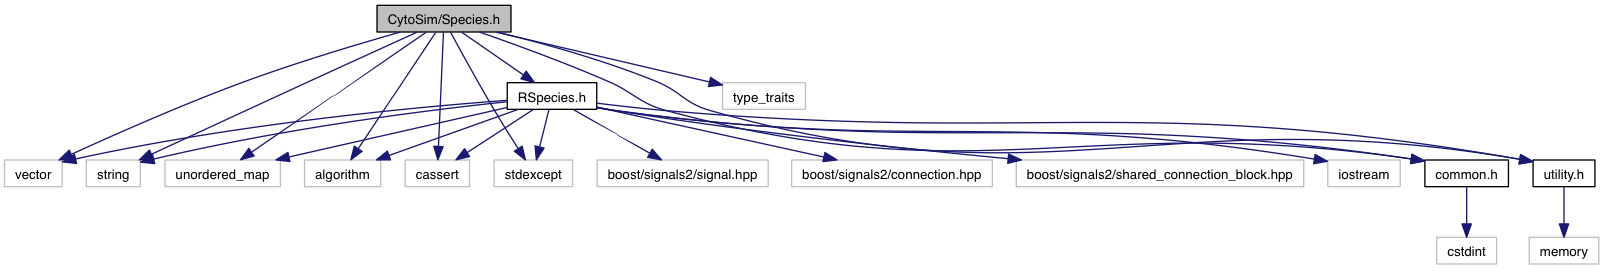 CytoSim/Species.h
RSpecies.h
type_traits
vector
string
unordered_map
algorithm
cassert
stdexcept
boost/signals2/signal.hpp
boost/signals2/connection.hpp
boost/signals2/shared_connection_block.hpp
iostream
common.h
utility.h
cstdint
memory